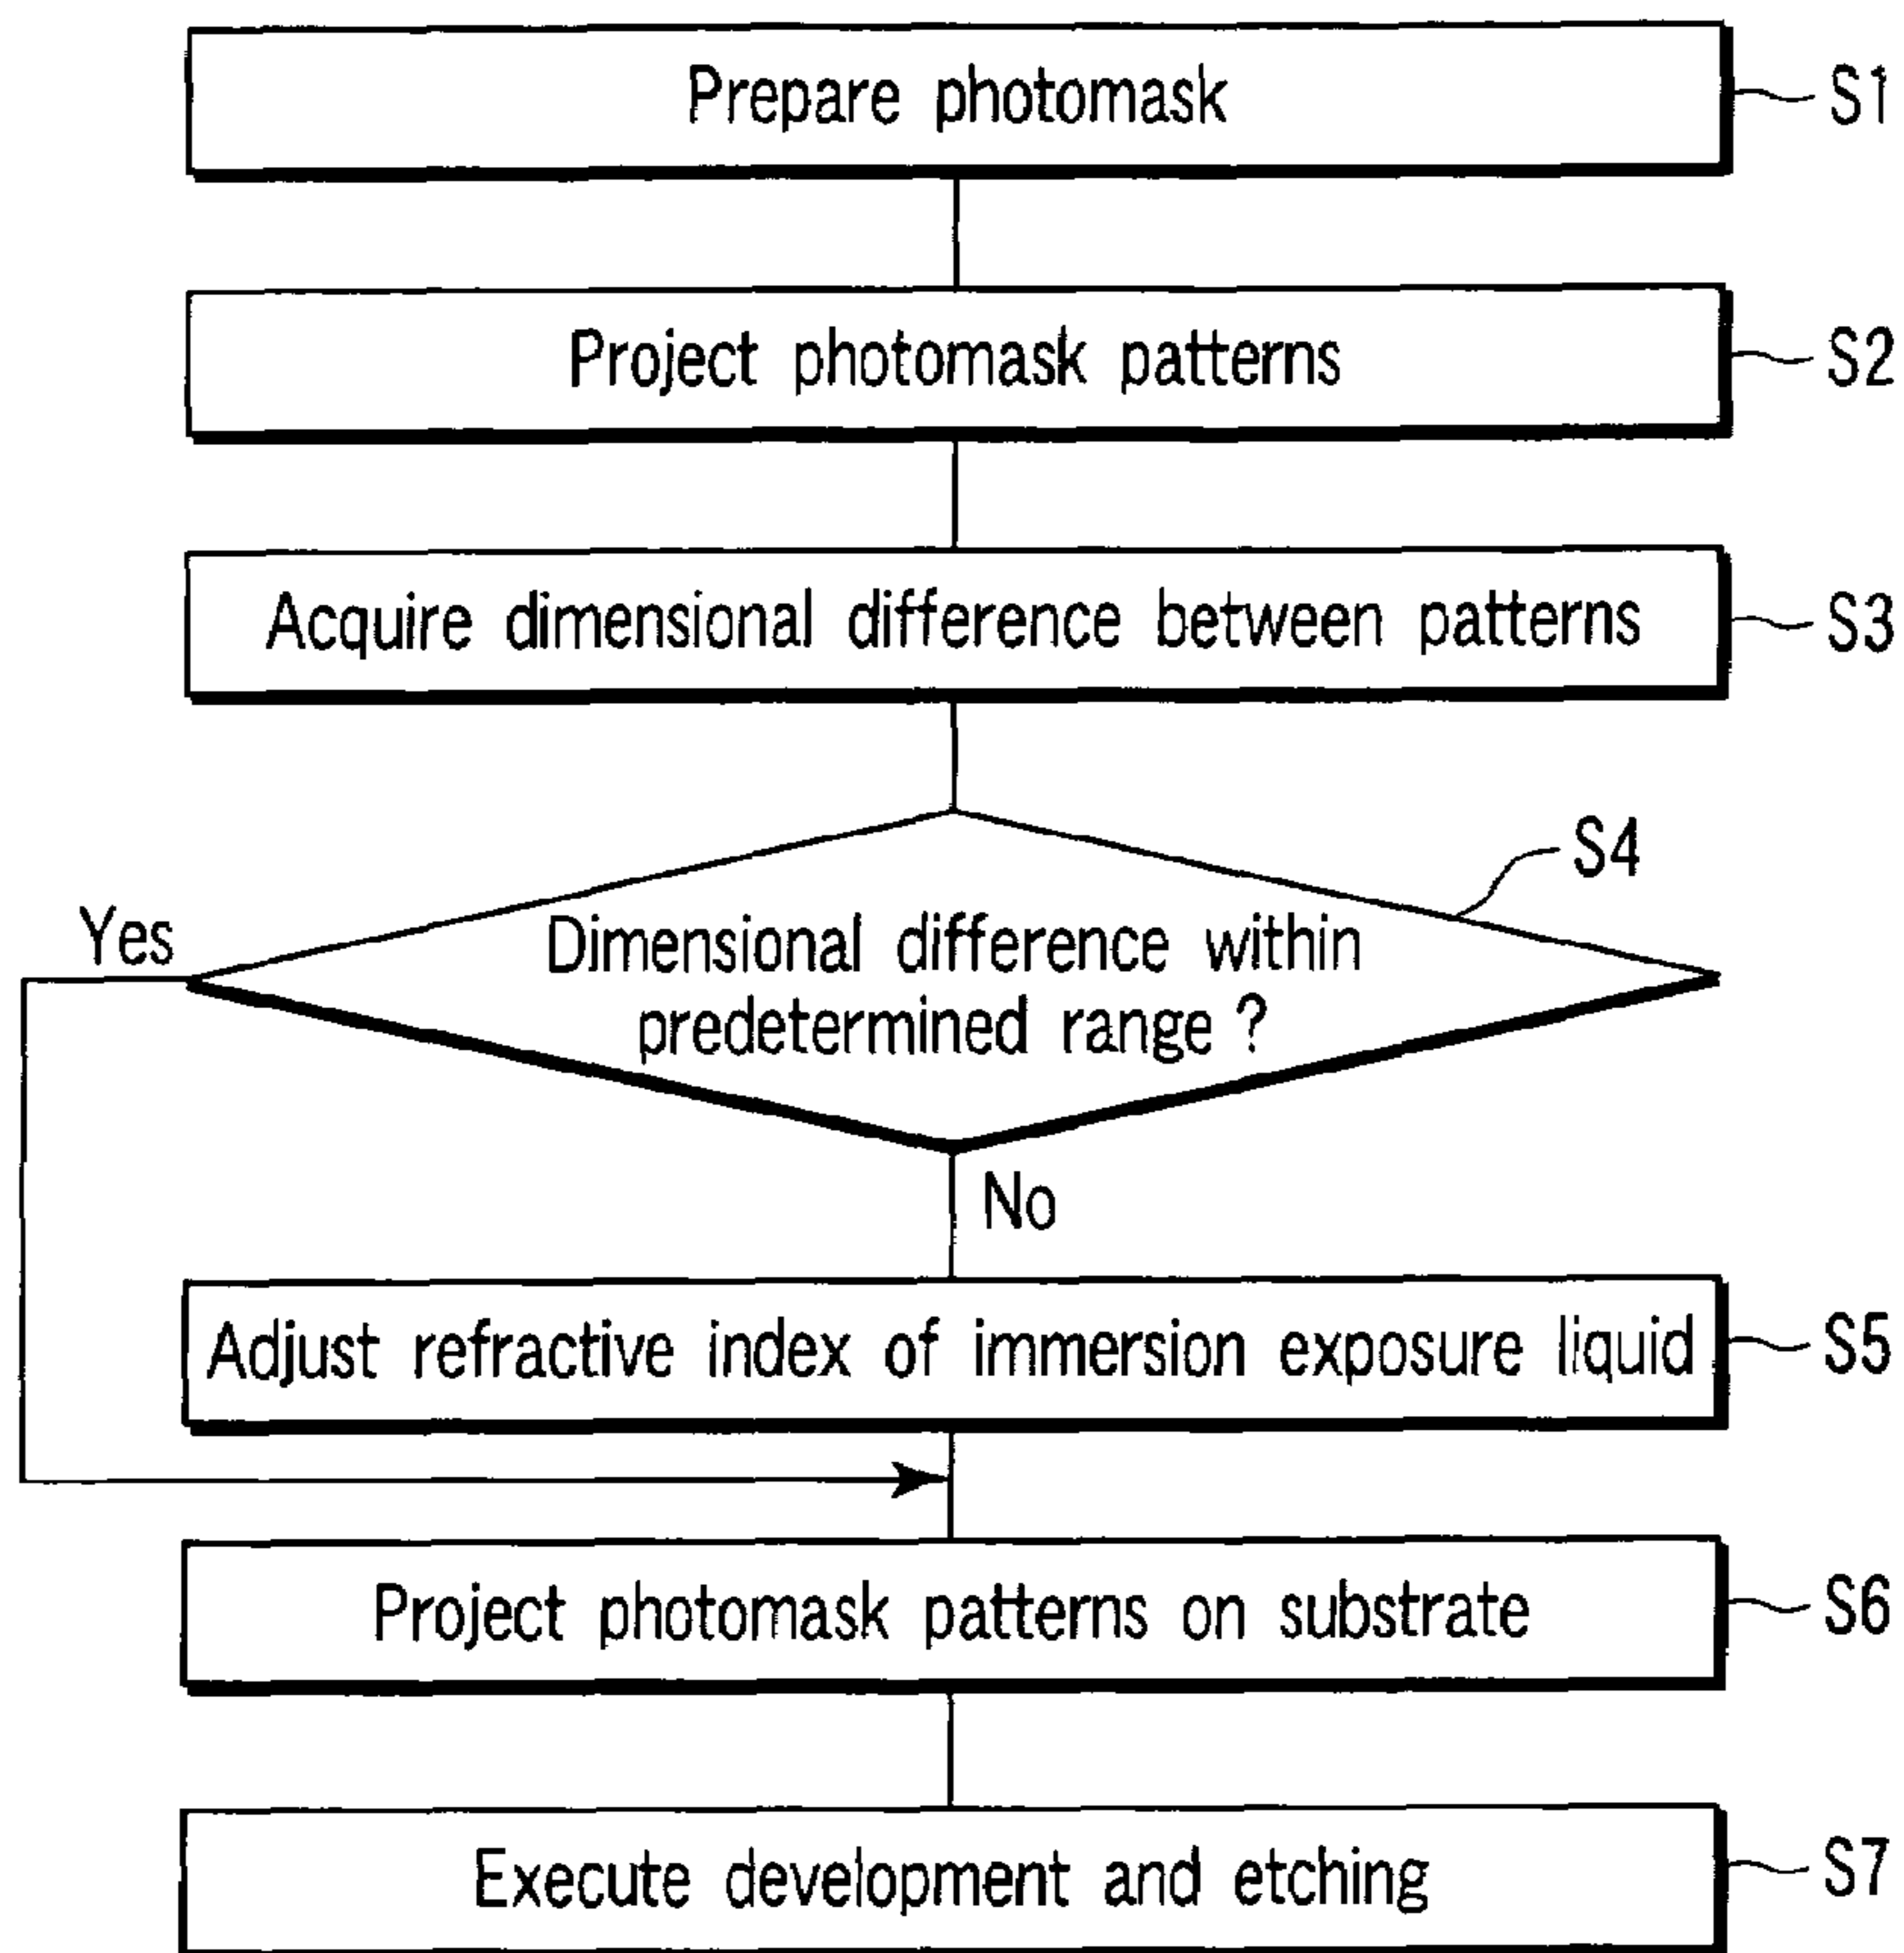 Prepare photomask
S1
Project photomask patterns
S2
Acquire dimensional difference between patterns
S3
S4
Yes
Dimensional difference within
predetermined range ?
No
Adjust refractive index of immersion exposure liquid
S5
Project photomask patterns on substrate
S6
Execute development and etching
S7